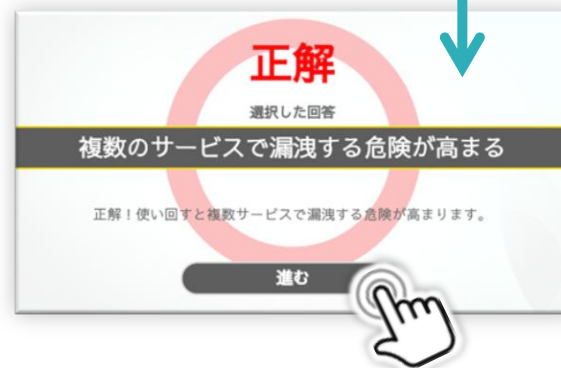 正解
選択した回答
複数のサービスで漏洩する危険が高まる
正解！使い回すと複数サービスで漏洩する危険が高まります。
進む